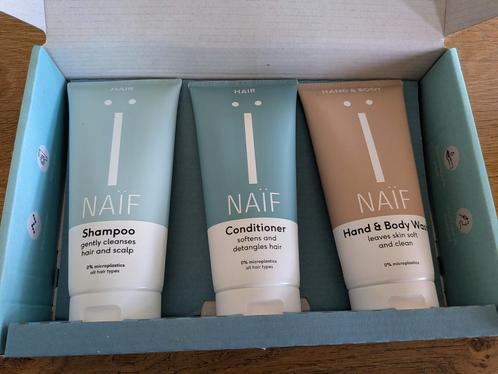 HAIR
Ï
NAÏF
Shampoo
gently cleanses
hair and scalp
0% microplastics
all hair types
HAIR
Ï
NAÏF
Conditioner
softens and
detangles hair
0% microplastics
all hair types
HAND & BODY
Ï
NAÏF
Hand & Body Was
leaves skin soft
and clean
0% microplastics